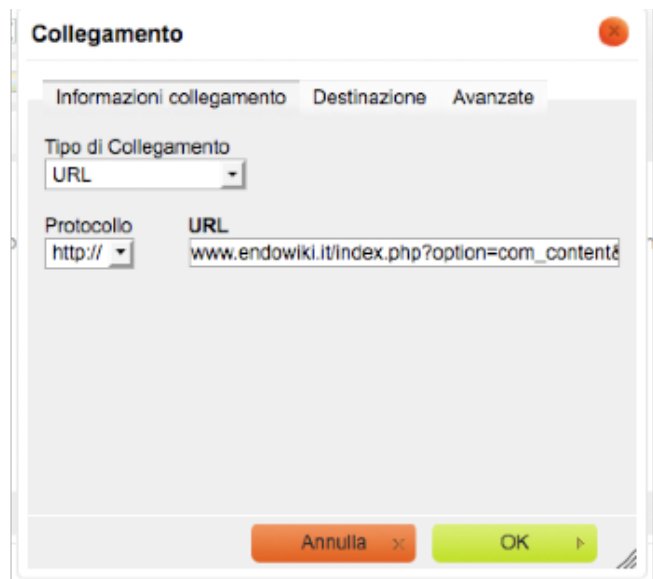 Collegamento
Informazioni collegamento Destinazione Avanzate
Tipo di Collegamento
URL
Protocollo URL
http:// www.endowiki.it/index.php?option=com_content&
Annulla OK